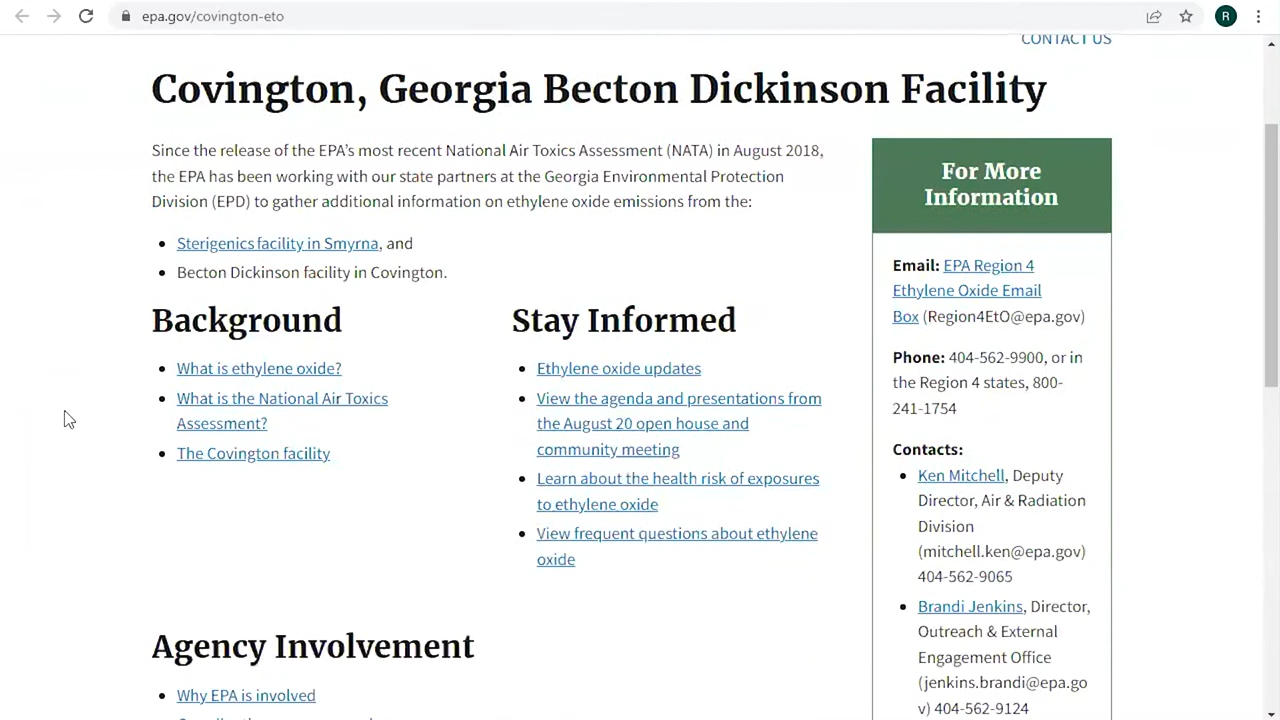 epa.gov/covington-eto
R
CONTACT US
Covington, Georgia Becton Dickinson Facility
Since the release of the EPA's most recent National Air Toxics Assessment (NATA) in August 2018,
the EPA has been working with our state partners at the Georgia Environmental Protection
Division (EPD) to gather additional information on ethylene oxide emissions from the:
• Sterigenics facility in Smyrna, and
• Becton Dickinson facility in Covington.
Background
• What is ethylene oxide?
• What is the National Air Toxics
Assessment?
• The Covington facility
Stay Informed
• Ethylene oxide updates
• View the agenda and presentations from
the August 20 open house and
community meeting
• Learn about the health risk of exposures
to ethylene oxide
• View frequent questions about ethylene
oxide
Agency Involvement
• Why EPA is involved
For More
Information
Email: EPA Region 4
Ethylene Oxide Email
Box (Region4EtO@epa.gov)
Phone: 404-562-9900, or in
the Region 4 states, 800-
241-1754
Contacts:
• Ken Mitchell, Deputy
Director, Air & Radiation
Division
(mitchell.ken@epa.gov)
404-562-9065
• Brandi Jenkins, Director,
Outreach & External
Engagement Office
(jenkins.brandi@epa.go
v) 404-562-9124